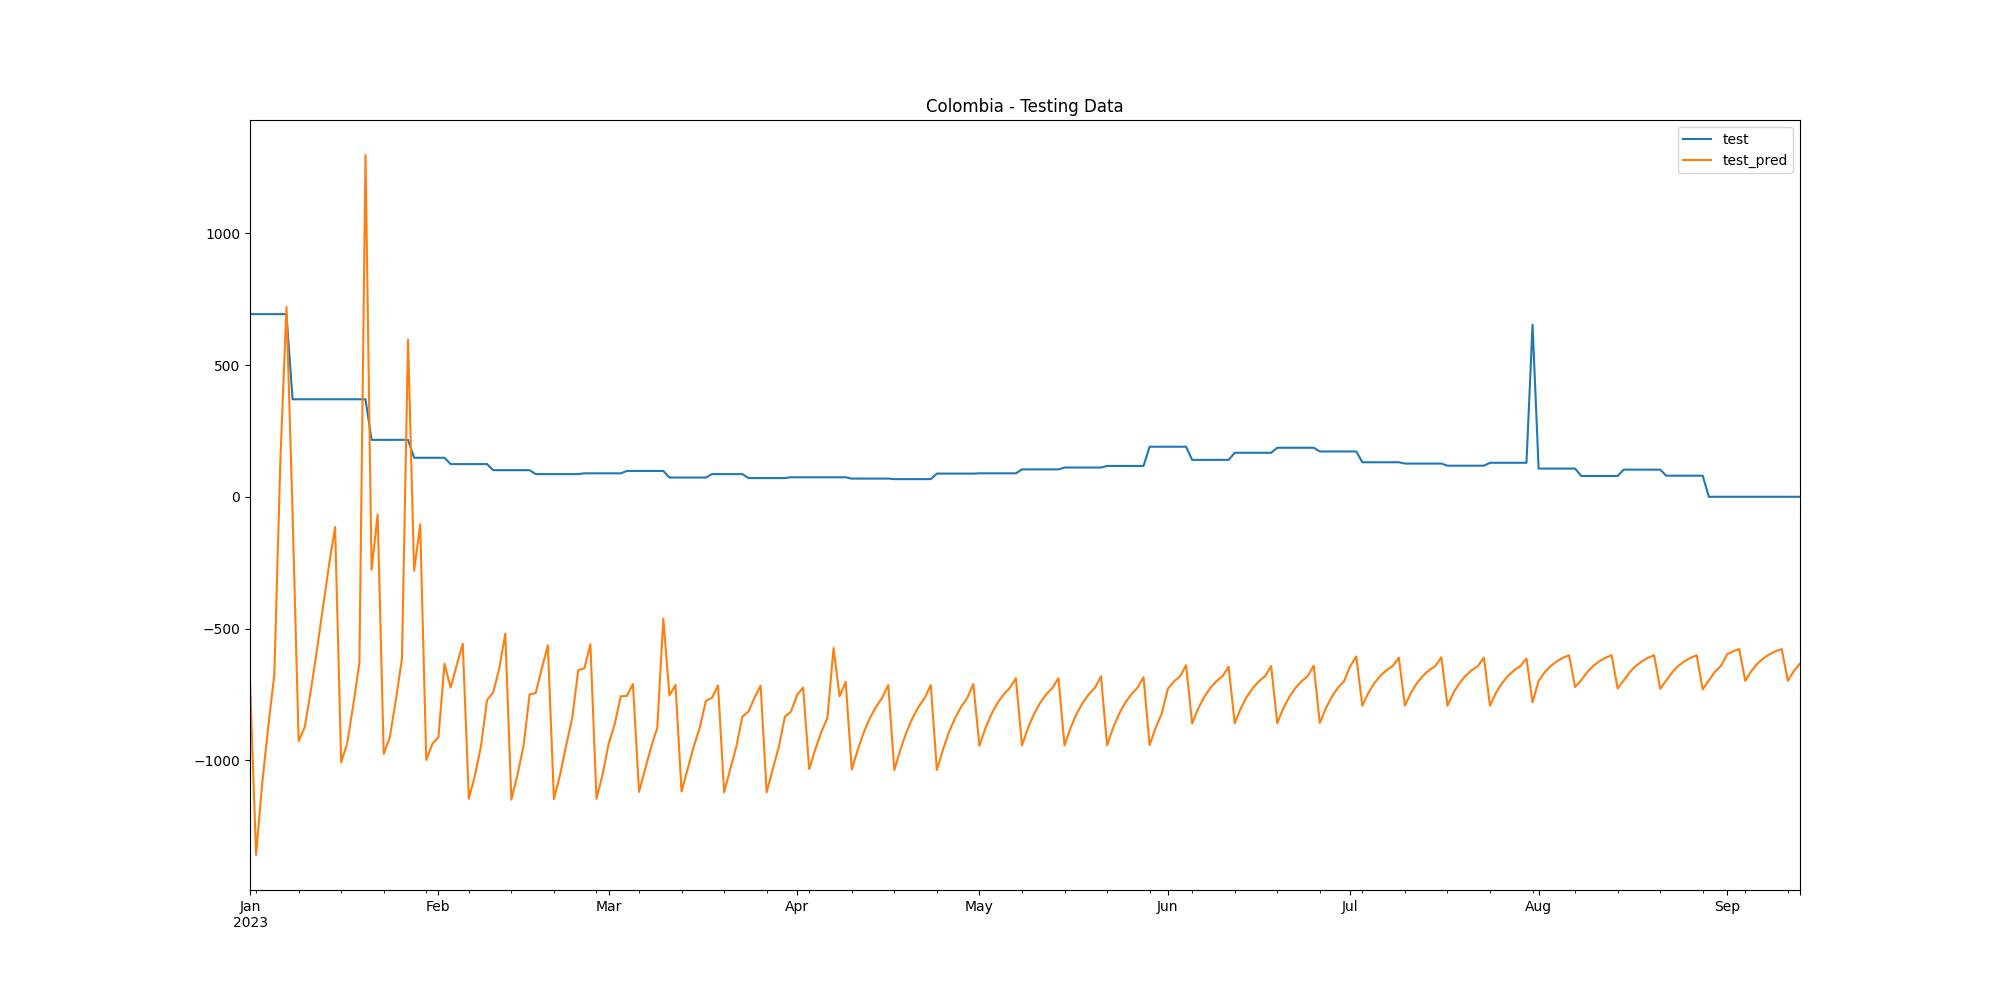 Colombia - Testing Data
test
test_pred
1000
500
0
−500
−1000
Jan
2023
Feb
Mar
Apr
May
Jun
Jul
Aug
Sep